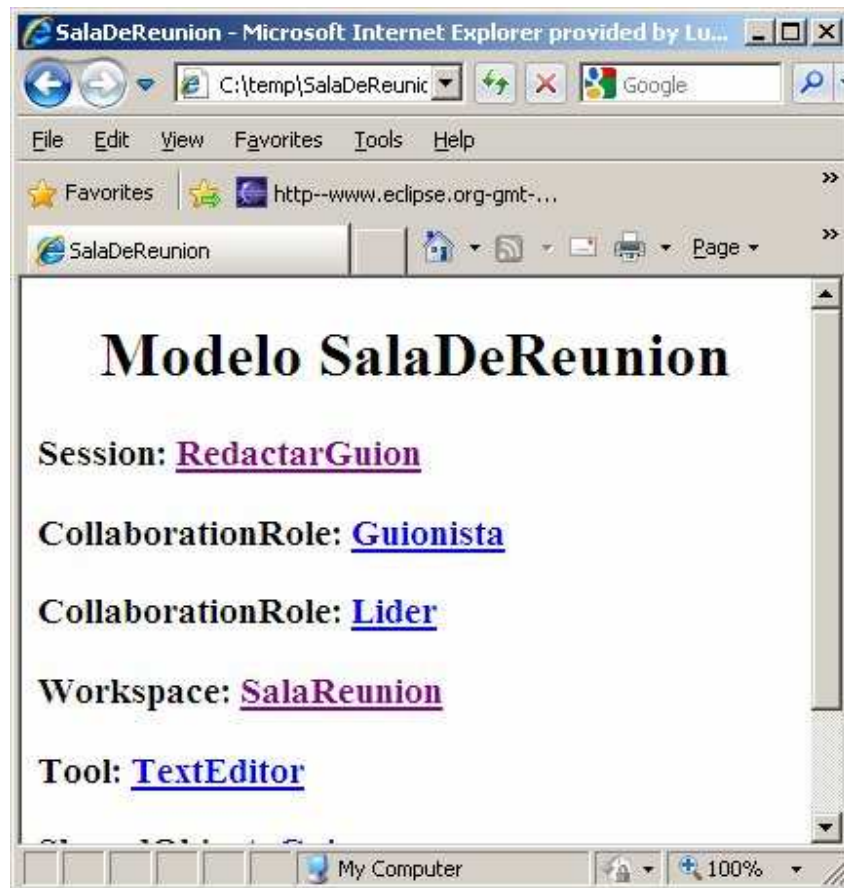 SalaDeReunion - Microsoft Internet Explorer provided by Lu...
C:\temp\SalaDeReunic
Google
File Edit View Favorites Tools Help
Favorites http--www.eclipse.org-gmt-...
»
SalaDeReunion
Page
»
Modelo SalaDeReunion
Session: RedactarGuion
CollaborationRole: Guionista
CollaborationRole: Lider
Workspace: SalaReunion
Tool: TextEditor
My Computer
100%